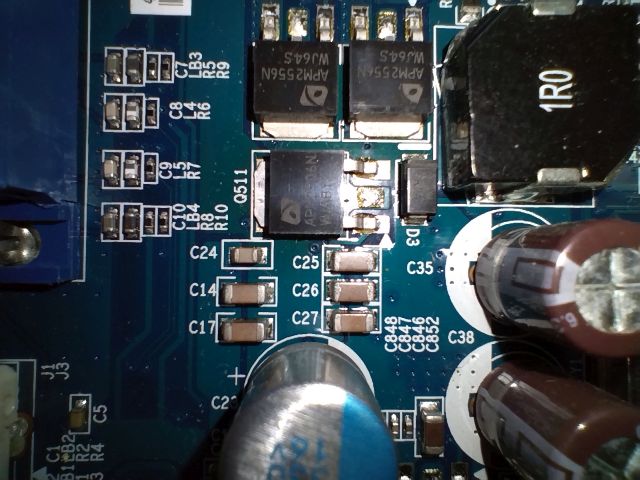 C7
LB3
R5
R9
C8
L4
R6
C9
L5
R7
C10
LB4
R8
R10
APM2556N
WJ64S
APM2556N
WJ64S
1R0
Q511
D3
C24
C14
C17
C25
C26
C27
C35
C38
C848
C847
C846
C852
+
J1
J3
C5
C1
LB2
R2
R4